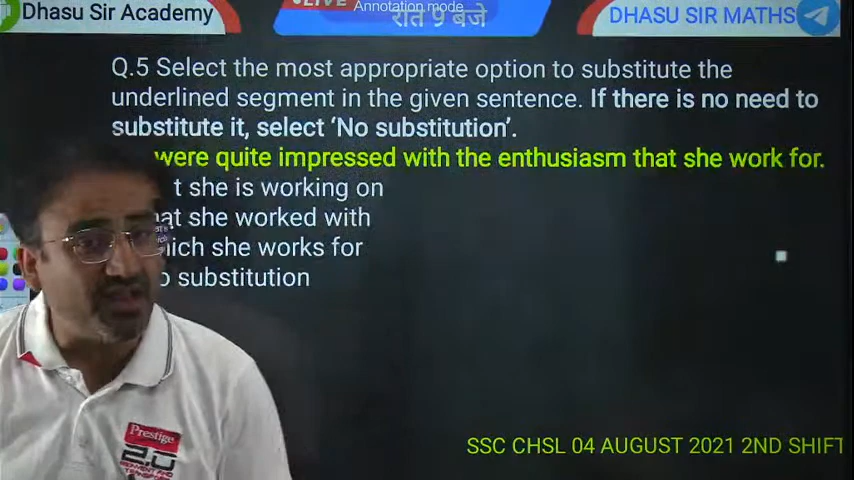 Dhasu Sir Academy
LIVE
Annotation mode
रात 9 बजे
DHASU SIR MATHS
Q.5 Select the most appropriate option to substitute the
underlined segment in the given sentence. If there is no need to
substitute it, select ‘No substitution’.
were quite impressed with the enthusiasm that she work for.
she is working on
she worked with
she works for
substitution
Prestige
2.0
SSC CHSL 04 AUGUST 2021 2ND SHIFT